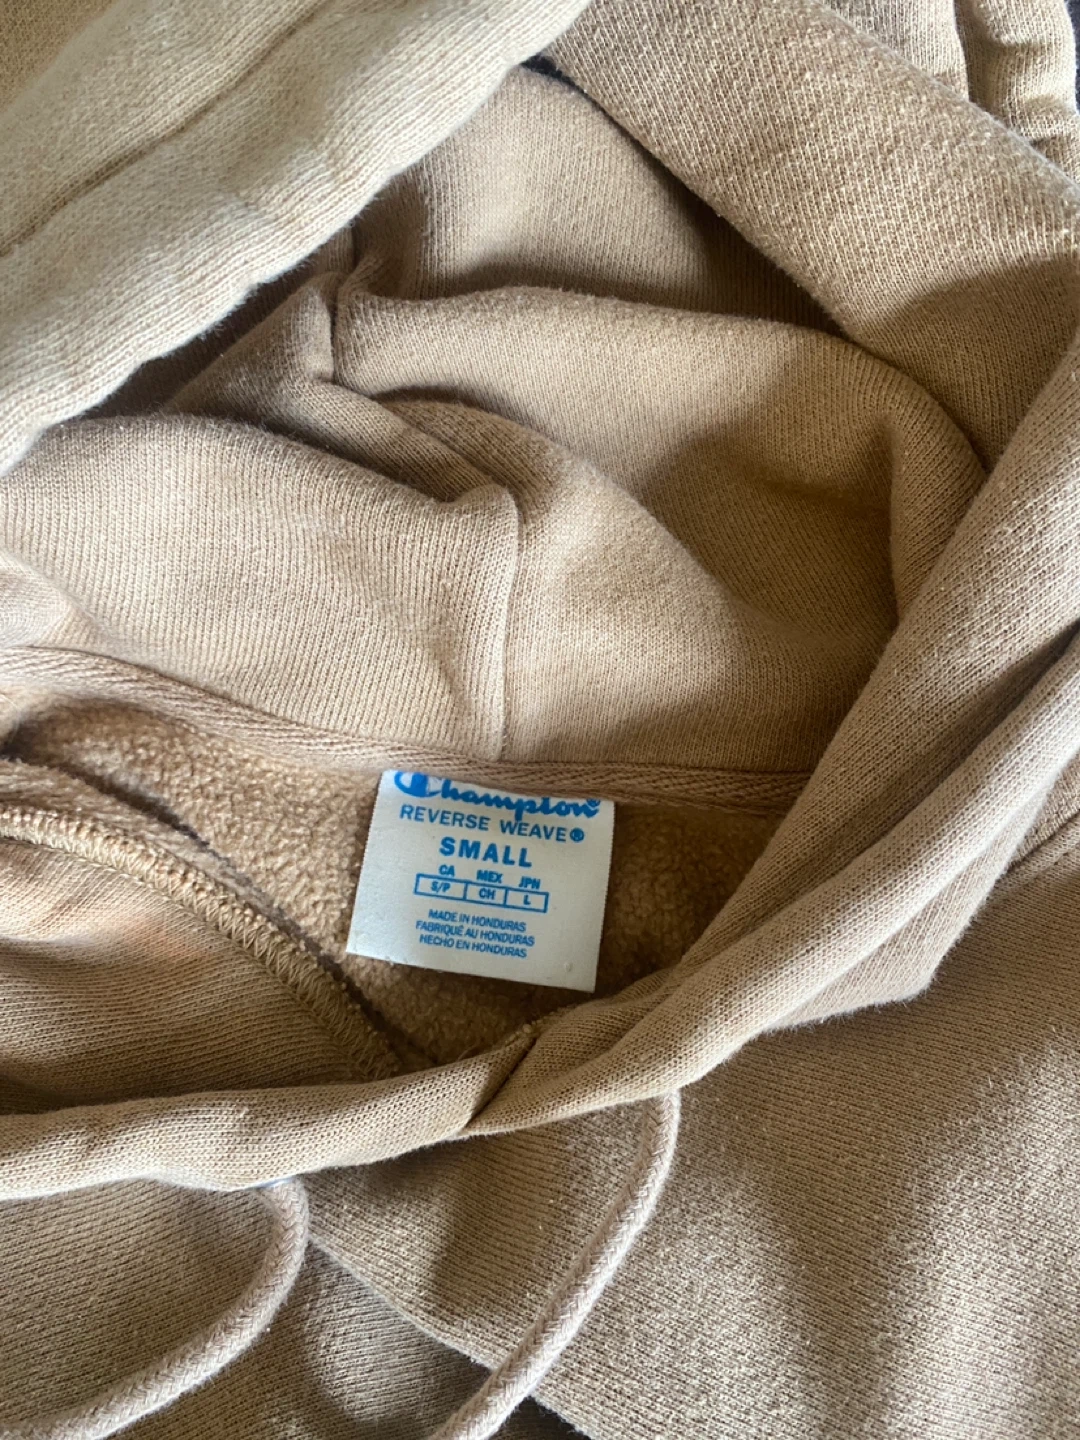 Champion®
REVERSE WEAVE®
SMALL
CA MEX JPN
S/P CH L
MADE IN HONDURAS
FABRIQUÉ AU HONDURAS
HECHO EN HONDURAS